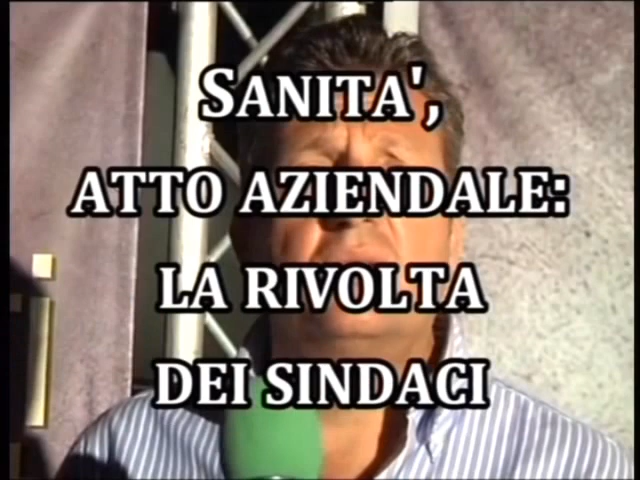 SANITA',
ATTO AZIENDALE:
LA RIVOLTA
DEI SINDACI